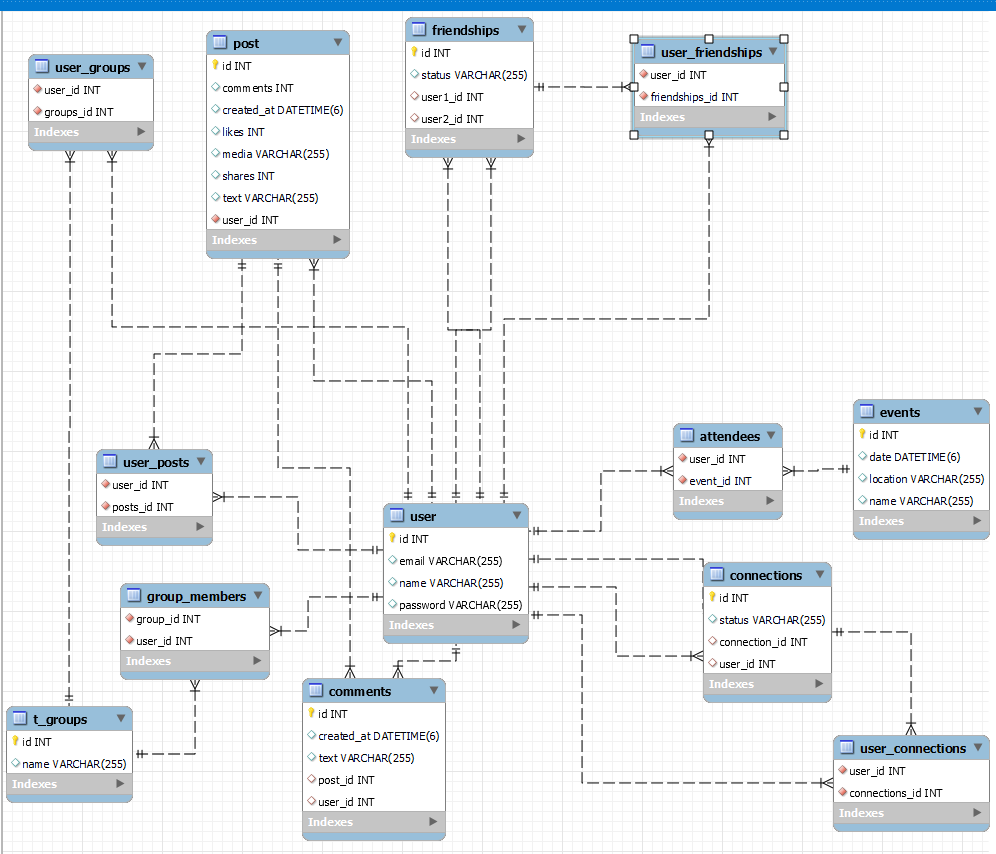 user_groups
user_id INT
groups_id INT
Indexes
post
id INT
comments INT
created_at DATETIME(6)
likes INT
media VARCHAR(255)
shares INT
text VARCHAR(255)
user_id INT
Indexes
friendships
id INT
status VARCHAR(255)
user1_id INT
user2_id INT
Indexes
user_friendships
user_id INT
friendships_id INT
Indexes
user_posts
user_id INT
posts_id INT
Indexes
user
id INT
email VARCHAR(255)
name VARCHAR(255)
password VARCHAR(255)
Indexes
attendees
user_id INT
event_id INT
Indexes
events
id INT
date DATETIME(6)
location VARCHAR(255)
name VARCHAR(255)
Indexes
group_members
group_id INT
user_id INT
Indexes
connections
id INT
status VARCHAR(255)
connection_id INT
user_id INT
Indexes
t_groups
id INT
name VARCHAR(255)
Indexes
comments
id INT
created_at DATETIME(6)
text VARCHAR(255)
post_id INT
user_id INT
Indexes
user_connections
user_id INT
connections_id INT
Indexes